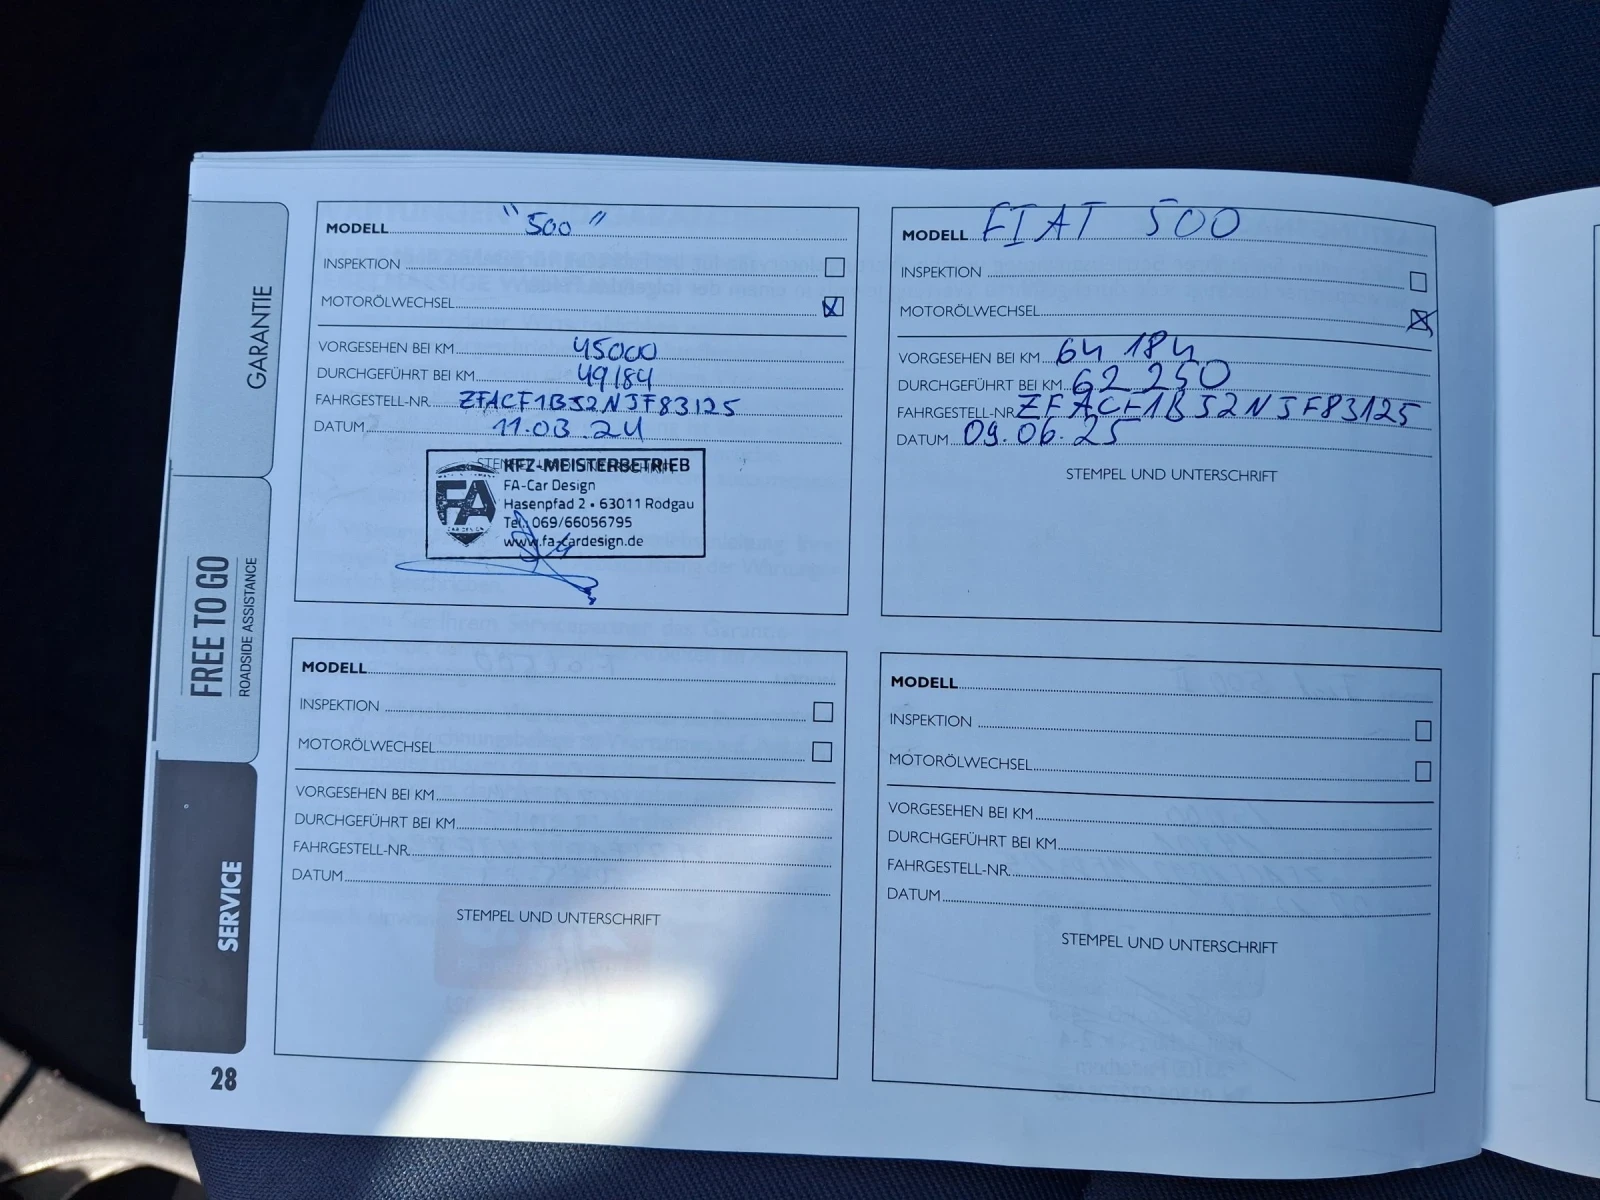 GARANTIE
FREE TO GO
ROADSIDE ASSISTANCE
SERVICE
28
MODELL "500"
INSPEKTION
MOTORÖLWECHSEL X
VORGESEHEN BEI KM 45000
DURCHGEFÜHRT BEI KM 49184
FAHRGESTELL-NR. ZFACF1BJ2NJF83125
DATUM 11.03.24
KFZ-MEISTERBETRIEB
FA
CAR DESIGN
FA-Car Design
Hasenpfad 2 • 63011 Rodgau
Tel.: 069/66056795
www.fa-cardesign.de
MODELL FIAT 500
INSPEKTION
MOTORÖLWECHSEL X
VORGESEHEN BEI KM 64 184
DURCHGEFÜHRT BEI KM 62 250
FAHRGESTELL-NR. ZFACF1BJ2NJF83125
DATUM 09.06.25
STEMPEL UND UNTERSCHRIFT
MODELL
INSPEKTION
MOTORÖLWECHSEL
VORGESEHEN BEI KM
DURCHGEFÜHRT BEI KM
FAHRGESTELL-NR.
DATUM
STEMPEL UND UNTERSCHRIFT
MODELL
INSPEKTION
MOTORÖLWECHSEL
VORGESEHEN BEI KM
DURCHGEFÜHRT BEI KM
FAHRGESTELL-NR.
DATUM
STEMPEL UND UNTERSCHRIFT